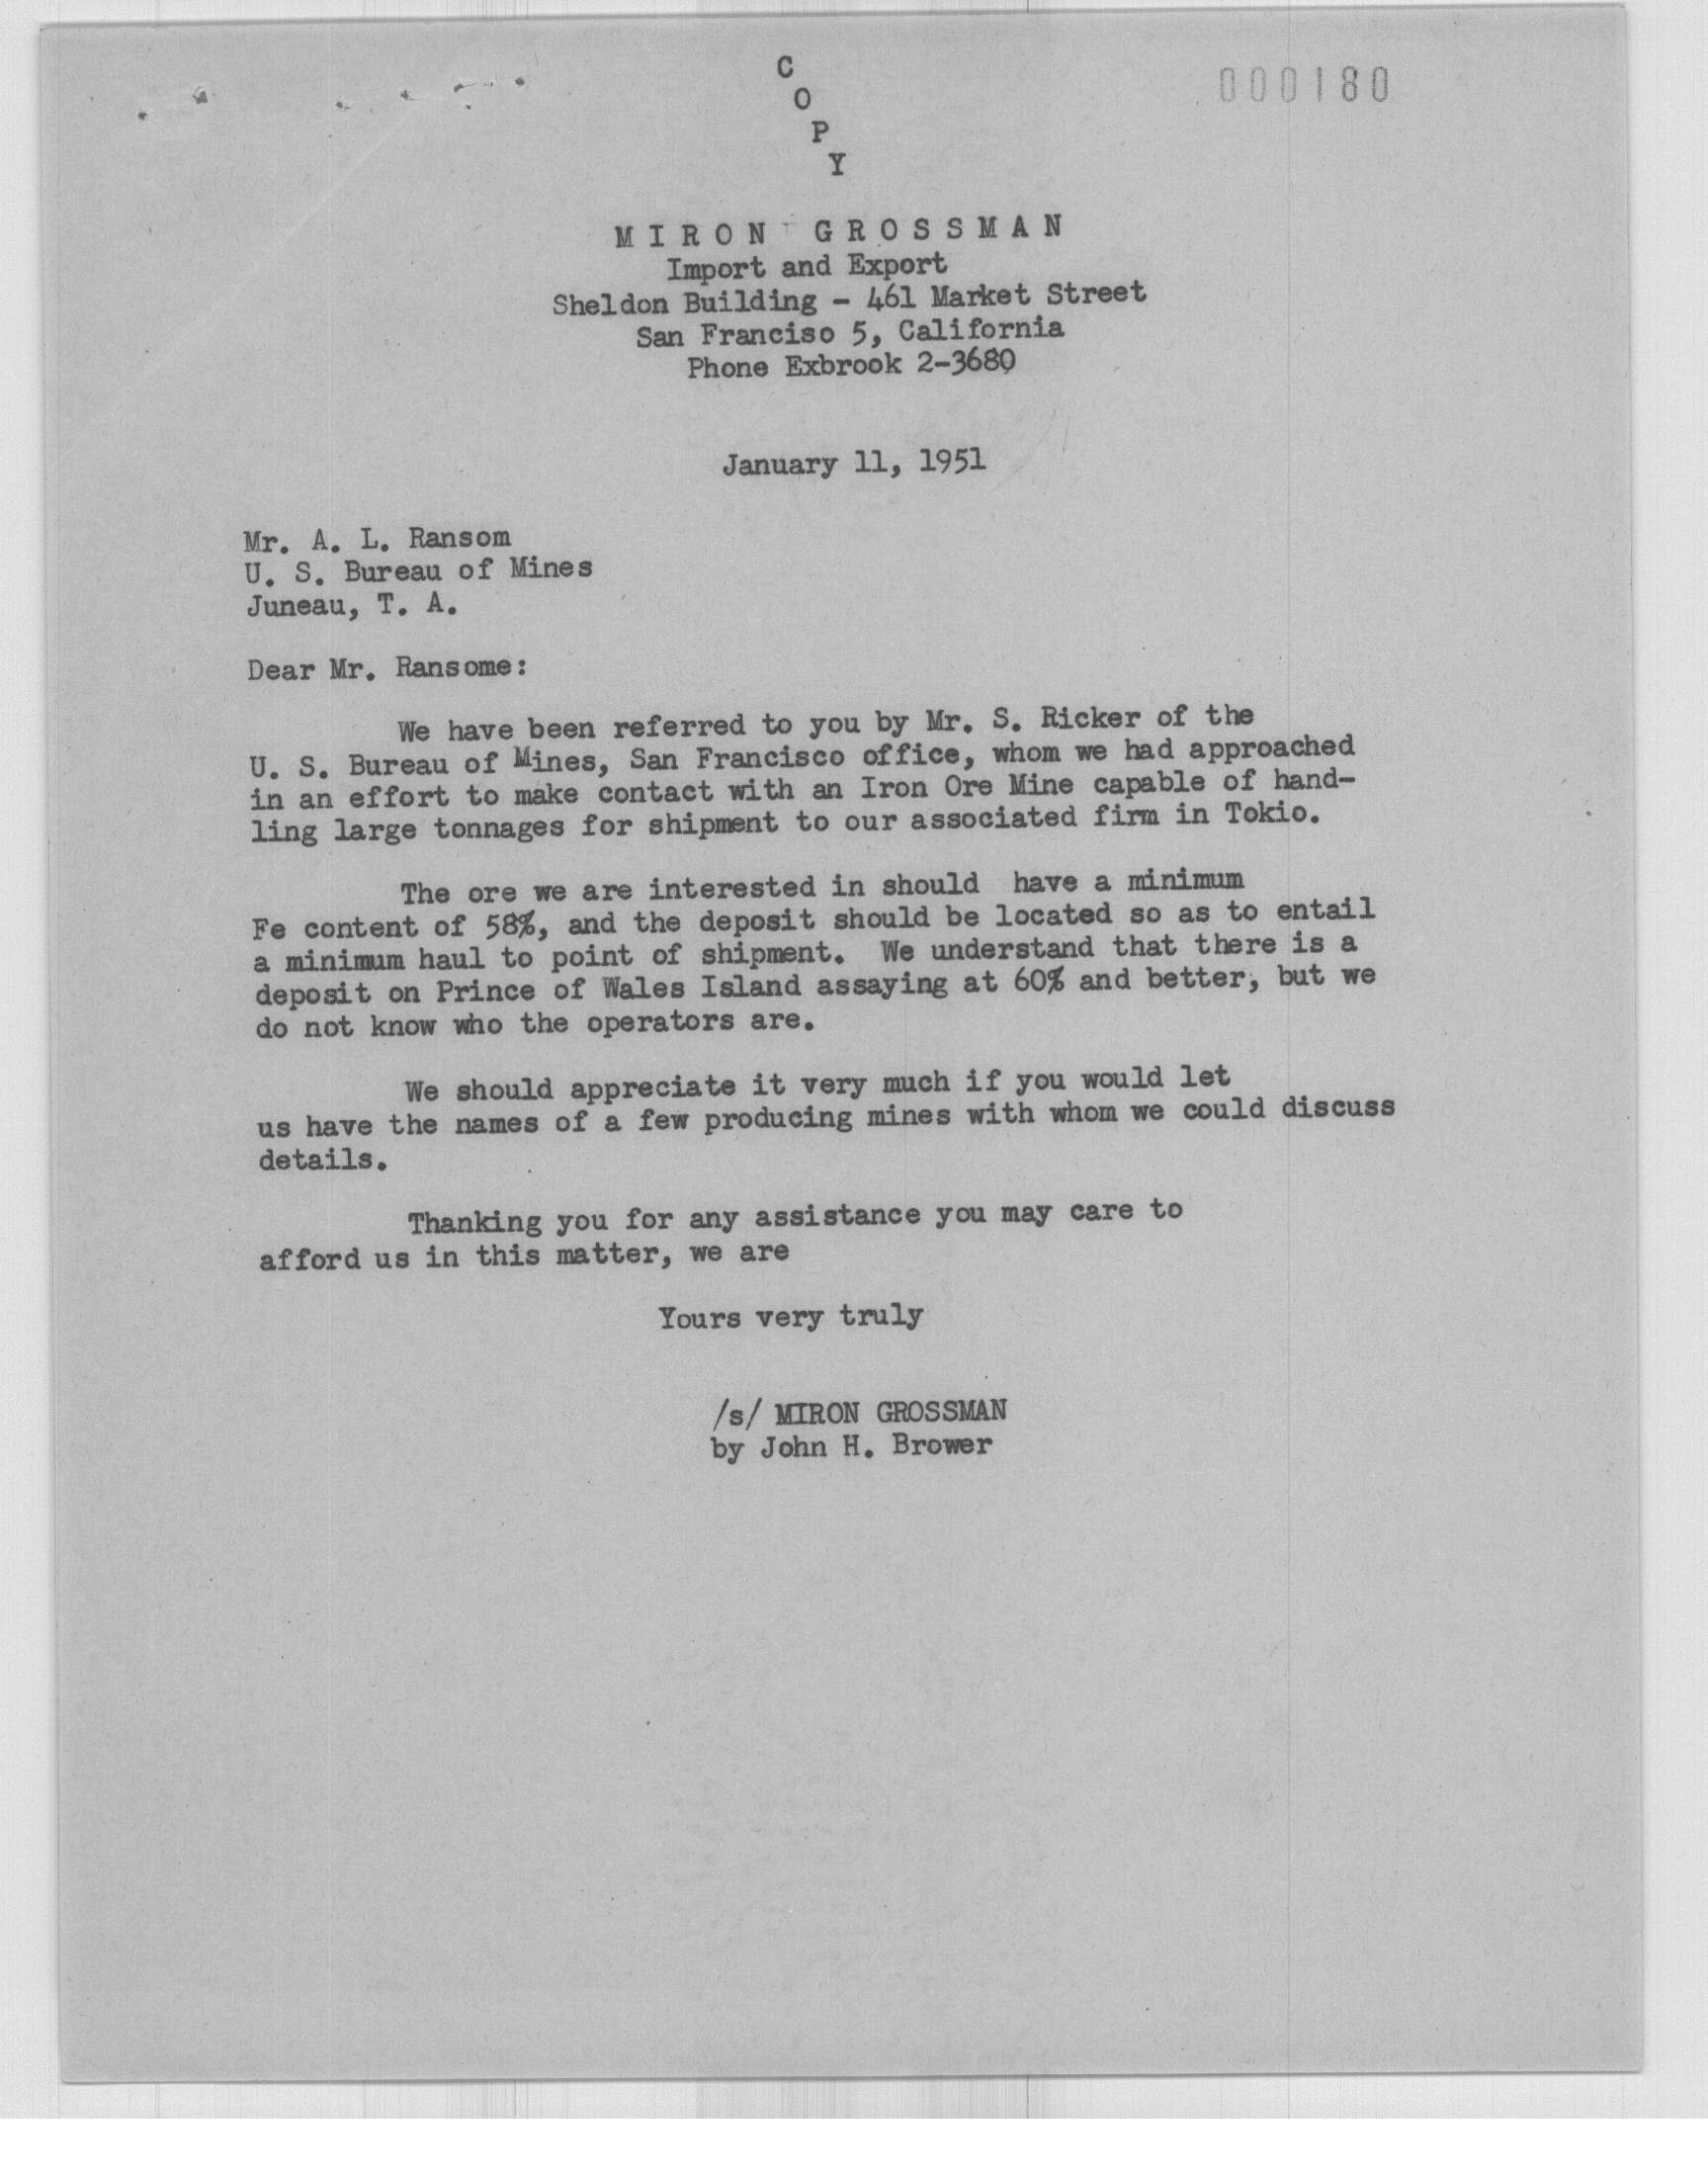 C
O
P
Y
000180
MIRON GROSSMAN
Import and Export
Sheldon Building - 461 Market Street
San Franciso 5, California
Phone Exbrook 2-3680
January 11, 1951
Mr. A. L. Ransom
U. S. Bureau of Mines
Juneau, T. A.
Dear Mr. Ransome:
We have been referred to you by Mr. S. Ricker of the
U. S. Bureau of Mines, San Francisco office, whom we had approached
in an effort to make contact with an Iron Ore Mine capable of hand-
ling large tonnages for shipment to our associated firm in Tokio.
The ore we are interested in should have a minimum
Fe content of 58%, and the deposit should be located so as to entail
a minimum haul to point of shipment. We understand that there is a
deposit on Prince of Wales Island assaying at 60% and better, but we
do not know who the operators are.
We should appreciate it very much if you would let
us have the names of a few producing mines with whom we could discuss
details.
Thanking you for any assistance you may care to
afford us in this matter, we are
Yours very truly
/s/ MIRON GROSSMAN
by John H. Brower